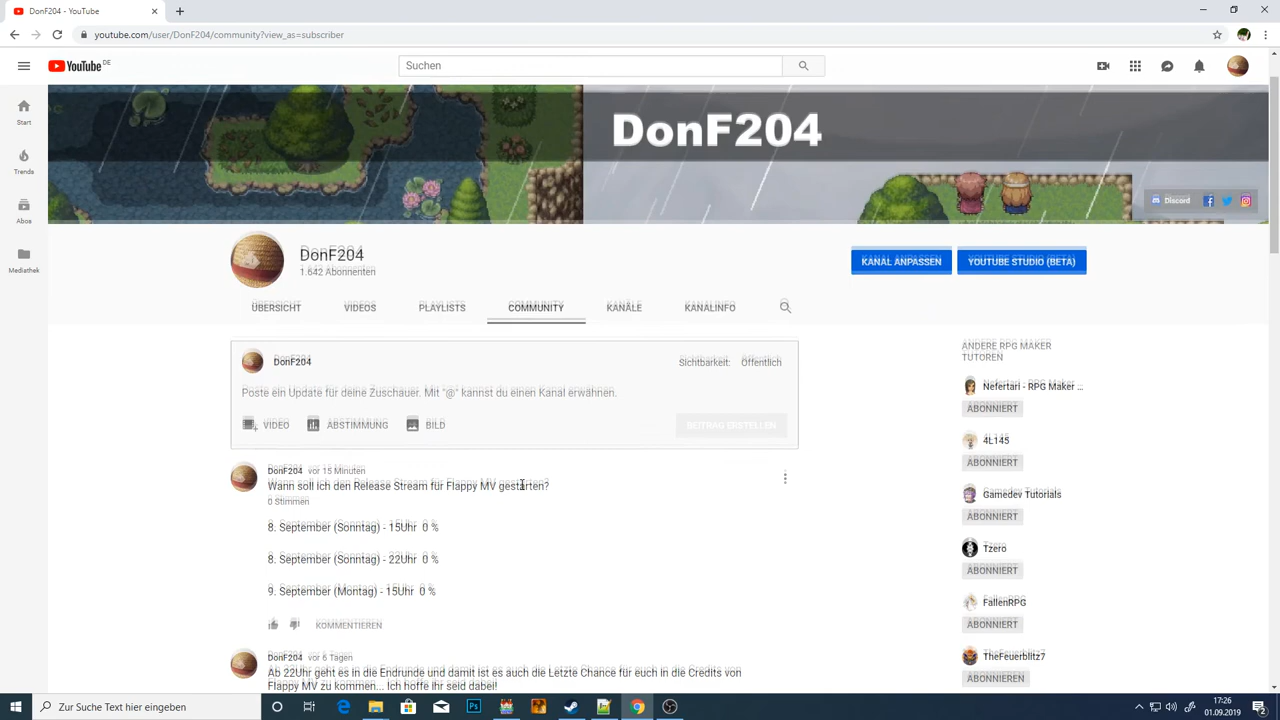 DonF204 - YouTube
youtube.com/user/DonF204/community?view_as=subscriber
YouTube DE
Suchen
Start
Trends
Abos
Mediathek
DonF204
Discord
DonF204
1.642 Abonnenten
KANAL ANPASSEN
YOUTUBE STUDIO (BETA)
ÜBERSICHT
VIDEOS
PLAYLISTS
COMMUNITY
KANÄLE
KANALINFO
DonF204
Sichtbarkeit: Öffentlich
Poste ein Update für deine Zuschauer. Mit "@" kannst du einen Kanal erwähnen.
VIDEO
ABSTIMMUNG
BILD
BEITRAG ERSTELLEN
DonF204 vor 15 Minuten
Wann soll ich den Release Stream für Flappy MV gestarten?
0 Stimmen
8. September (Sonntag) - 15Uhr 0 %
8. September (Sonntag) - 22Uhr 0 %
9. September (Montag) - 15Uhr 0 %
KOMMENTIEREN
DonF204 vor 6 Tagen
Ab 22Uhr geht es in die Endrunde und damit ist es auch die Letzte Chance für euch in die Credits von
Flappy MV zu kommen... Ich hoffe ihr seid dabei!
ANDERE RPG MAKER
TUTOREN
Nefertari - RPG Maker ...
ABONNIERT
4L145
ABONNIERT
Gamedev Tutorials
ABONNIERT
Tzero
ABONNIERT
FallenRPG
ABONNIERT
TheFeuerblitz7
ABONNIEREN
Zur Suche Text hier eingeben
17:26
01.09.2019
2